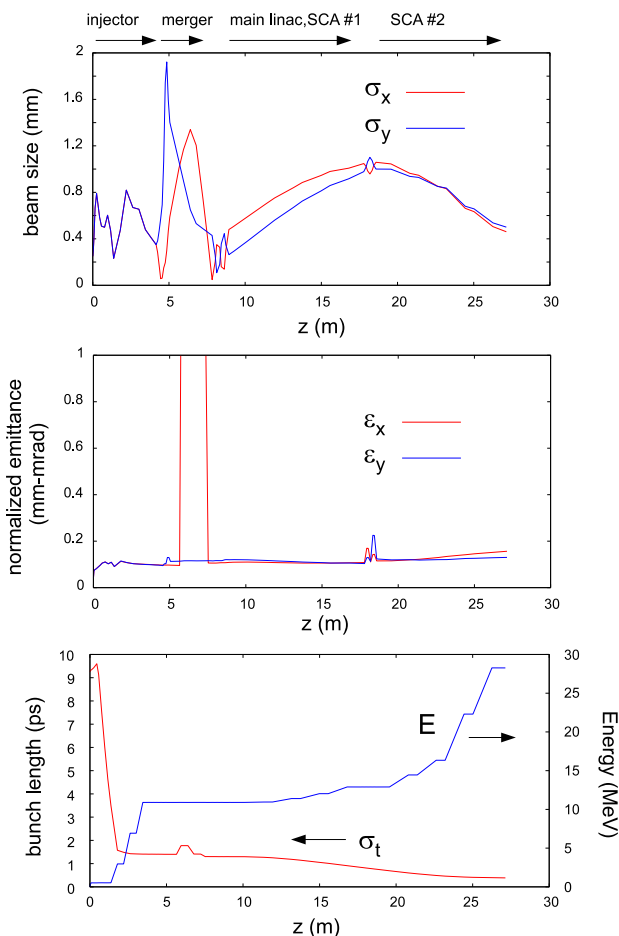 injector merger main linac,SCA #1 SCA #2
2
1.6
1.2
0.8
0.4
0
beam size (mm)
σx
σy
0 5 10 15 20 25 30
z (m)
1
0.8
0.6
0.4
0.2
0
normalized emittance
(mm-mrad)
εx
εy
0 5 10 15 20 25 30
z (m)
10
9
8
7
6
5
4
3
2
1
0
bunch length (ps)
E
σt
30
25
20
15
10
5
0
Energy (MeV)
0 5 10 15 20 25 30
z (m)